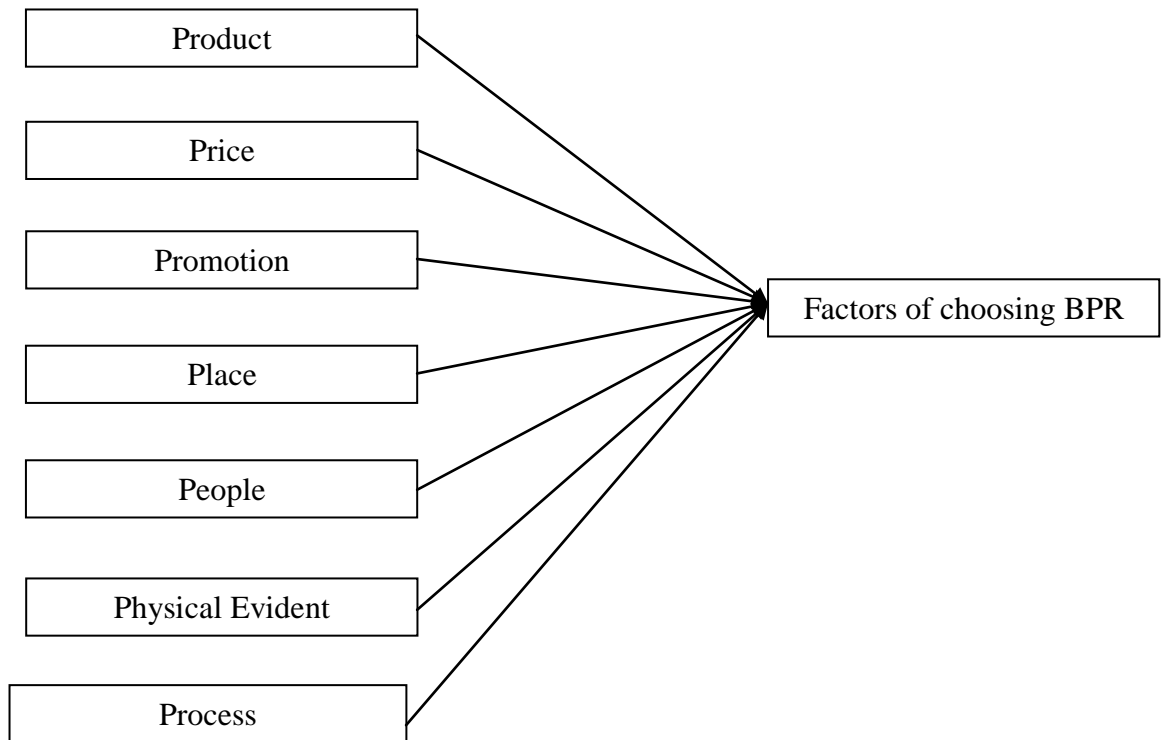 Product
Price
Promotion
Factors of choosing BPR
Place
People
Physical Evident
Process